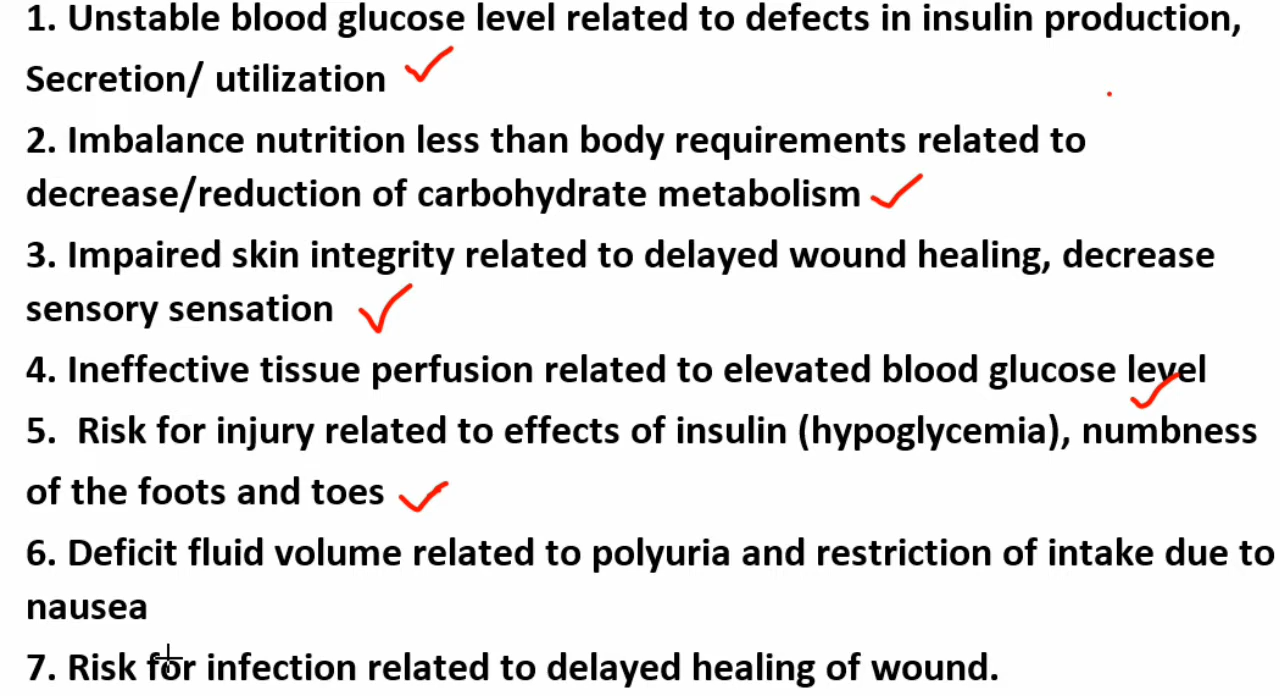 1. Unstable blood glucose level related to defects in insulin production,
Secretion/ utilization
2. Imbalance nutrition less than body requirements related to
decrease/reduction of carbohydrate metabolism
3. Impaired skin integrity related to delayed wound healing, decrease
sensory sensation
4. Ineffective tissue perfusion related to elevated blood glucose level
5.  Risk for injury related to effects of insulin (hypoglycemia), numbness
of the foots and toes
6. Deficit fluid volume related to polyuria and restriction of intake due to
nausea
7. Risk for infection related to delayed healing of wound.